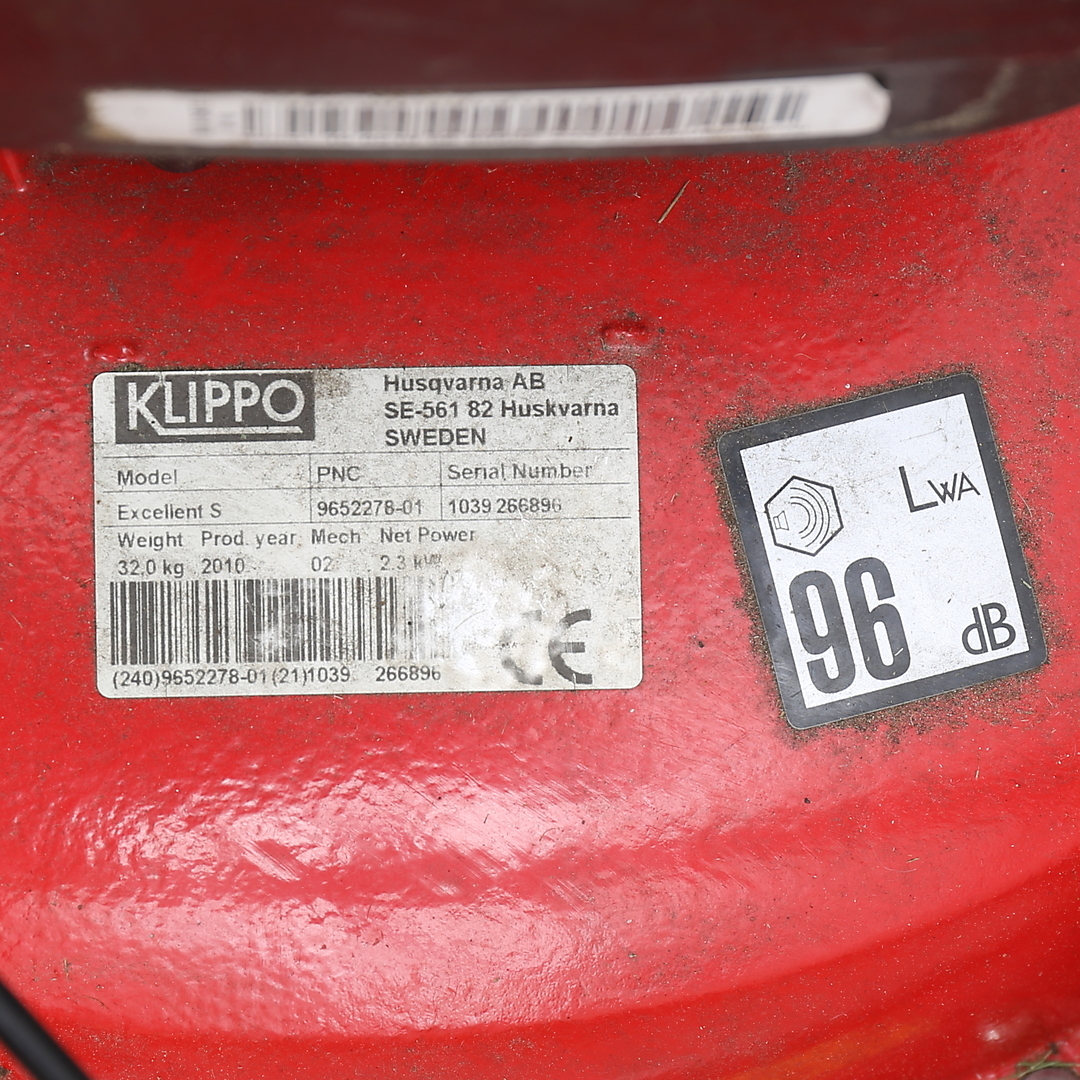 KLIPPO
Husqvarna AB
SE-561 82 Huskvarna
SWEDEN
Model PNC Serial Number
Excellent S 9652278-01 1039 266896
Weight Prod. year Mech Net Power
32,0 kg 2010 02 2.3 kW
(240)9652278-01(21)1039 266896
CE
LWA
96 dB